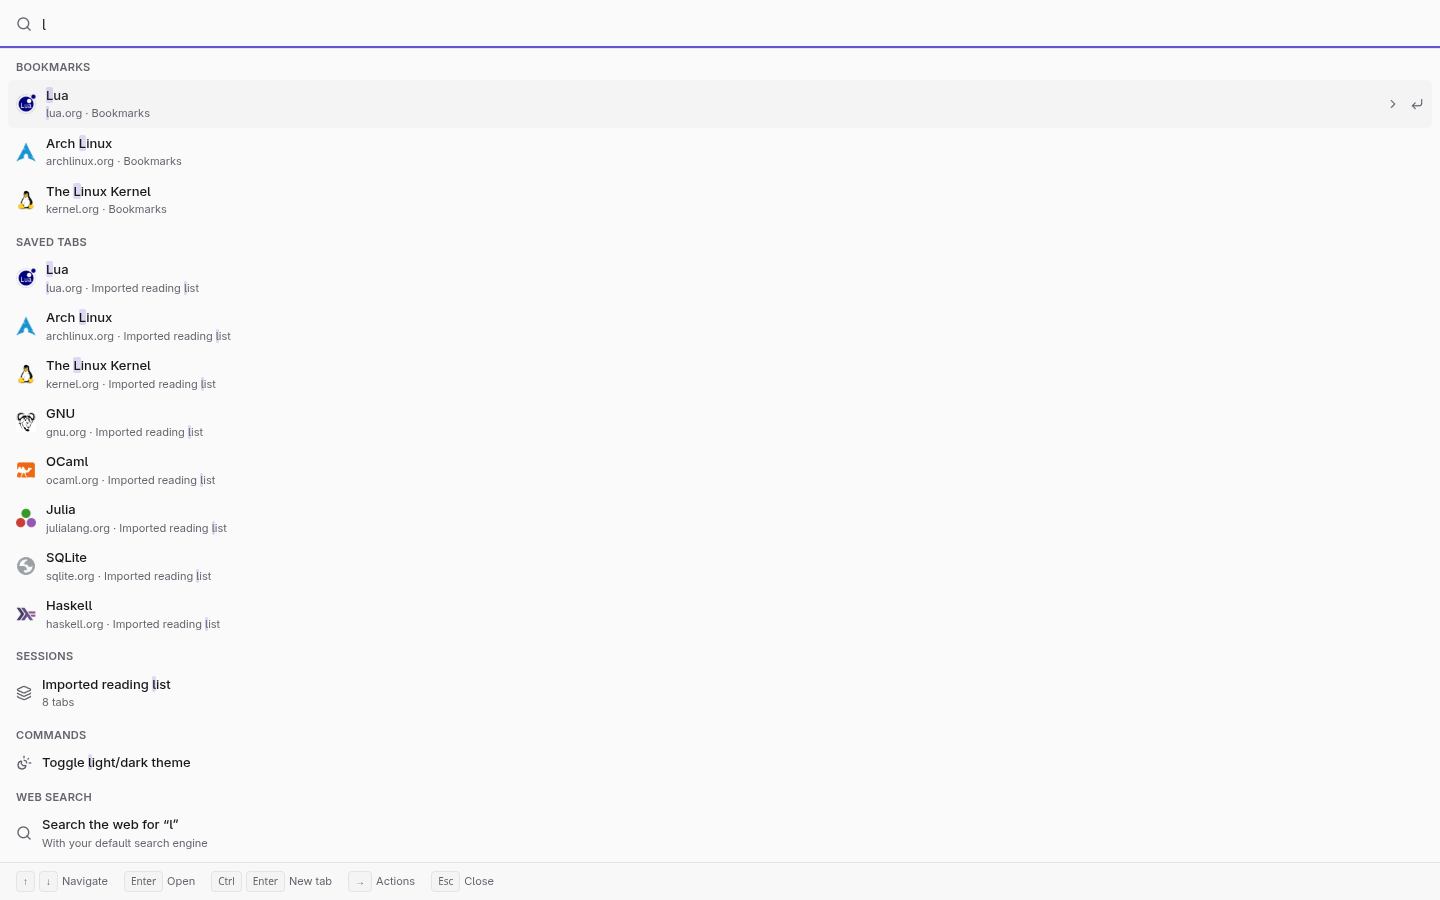 l
BOOKMARKS
Lua
lua.org · Bookmarks
Arch Linux
archlinux.org · Bookmarks
The Linux Kernel
kernel.org · Bookmarks
SAVED TABS
Lua
lua.org · Imported reading list
Arch Linux
archlinux.org · Imported reading list
The Linux Kernel
kernel.org · Imported reading list
GNU
gnu.org · Imported reading list
OCaml
ocaml.org · Imported reading list
Julia
julialang.org · Imported reading list
SQLite
sqlite.org · Imported reading list
Haskell
haskell.org · Imported reading list
SESSIONS
Imported reading list
8 tabs
COMMANDS
Toggle light/dark theme
WEB SEARCH
Search the web for “l”
With your default search engine
↑ ↓ Navigate Enter Open Ctrl Enter New tab → Actions Esc Close